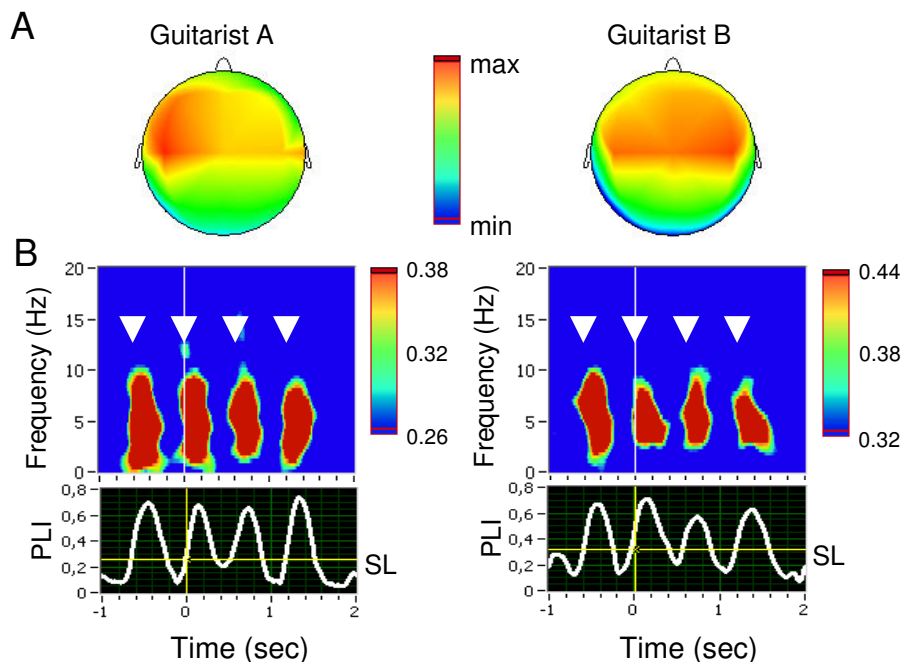 A
Guitarist A
Guitarist B
max
min
B
Frequency (Hz)
20
15
10
5
0
0.38
0.32
0.26
Frequency (Hz)
20
15
10
5
0
0.44
0.38
0.32
PLI
0,8
0,6
0,4
0,2
0
-1
0
1
2
SL
Time (sec)
PLI
0,8
0,6
0,4
0,2
0
-1
0
1
2
Time (sec)